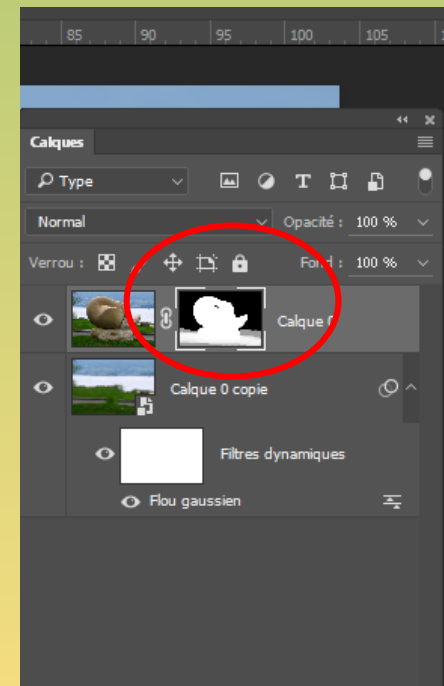 85 90 95 100 105
Calques
Type T
Normal Opacité : 100 %
Verrou : Fond : 100 %
Calque 0
Calque 0 copie
Filtres dynamiques
Flou gaussien